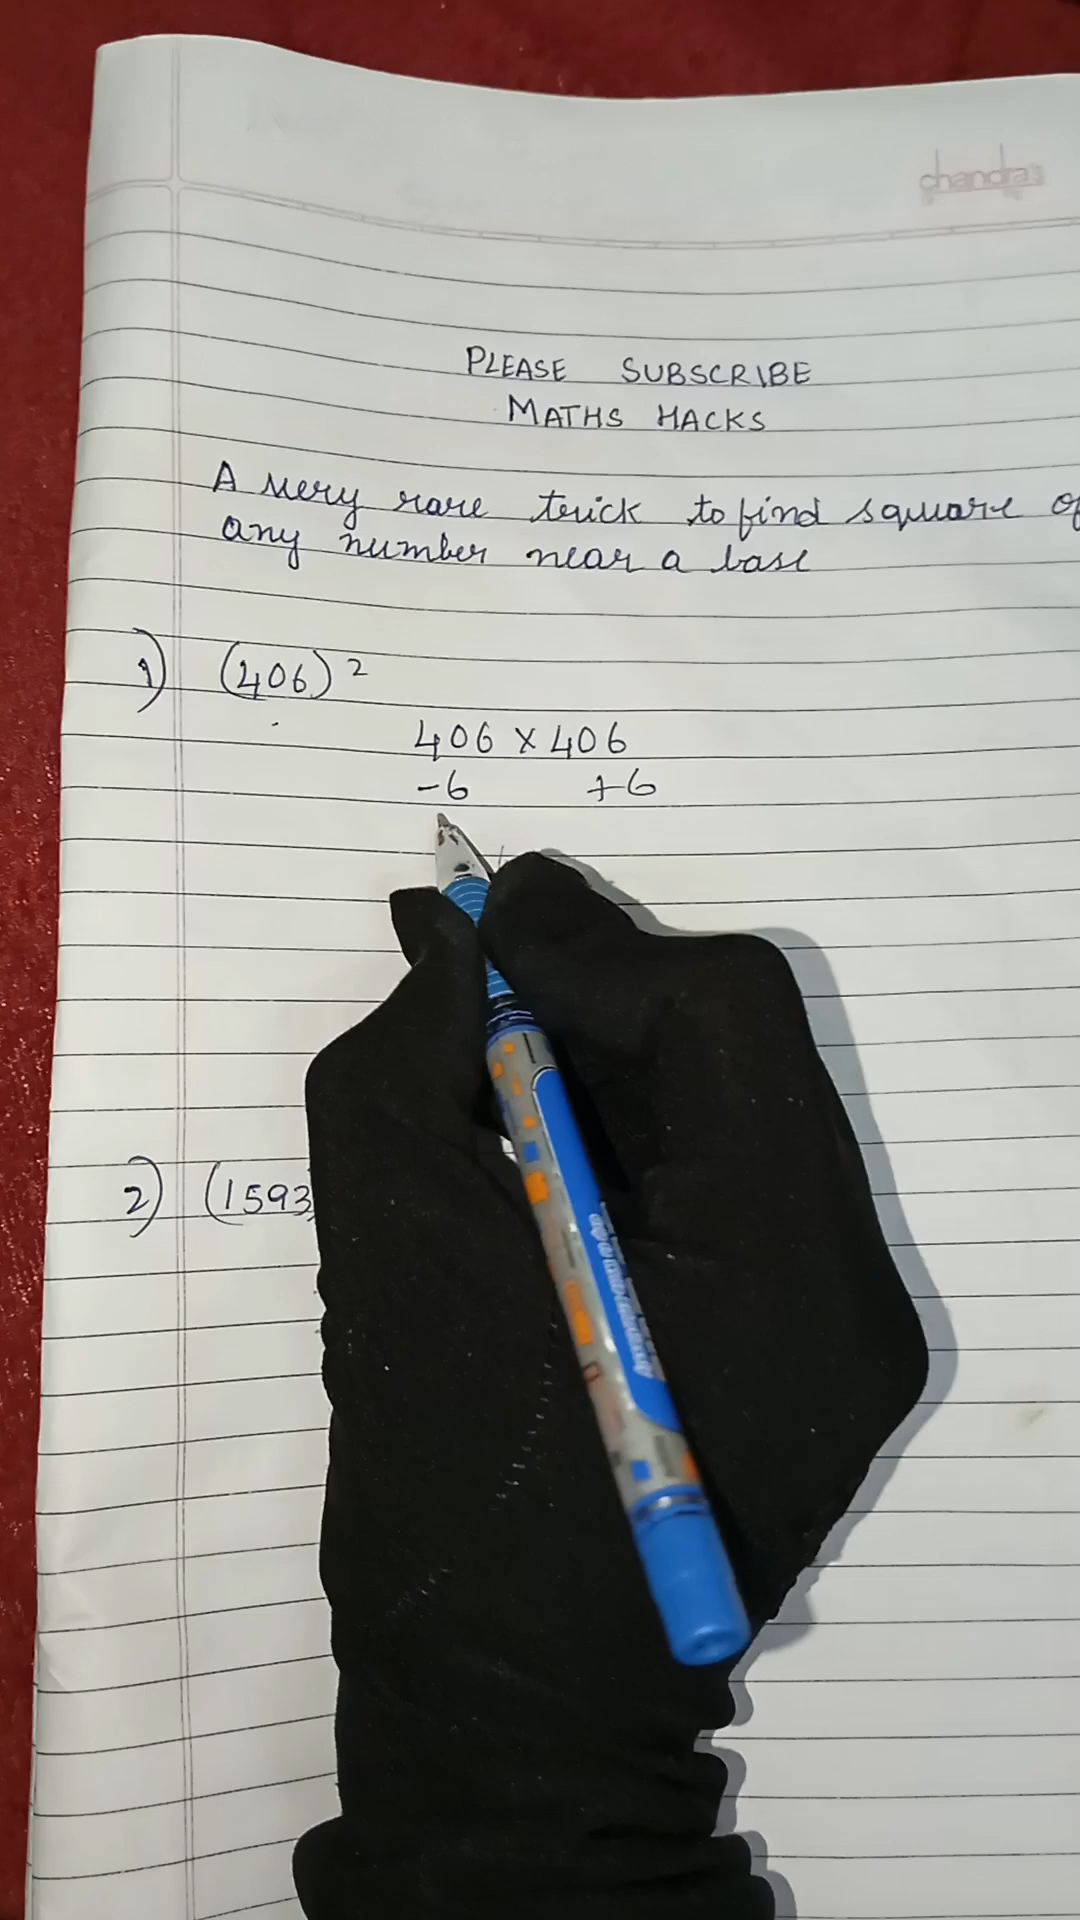 chandra's
PLEASE SUBSCRIBE
MATHS HACKS
A very rare trick to find square of
any number near a base
1) (406)²
406 × 406
-6 +6
2) (1593